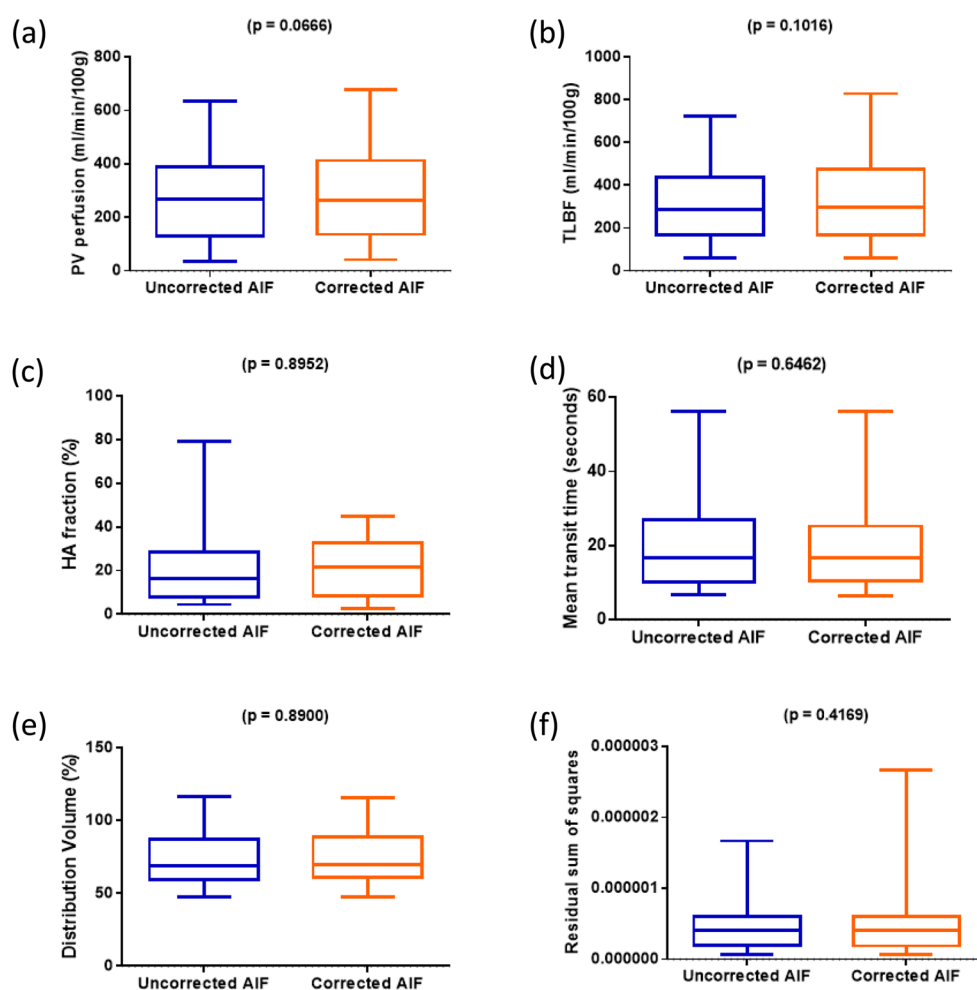 (a)
(p = 0.0666)
PV perfusion (ml/min/100g)
800
600
400
200
0
Uncorrected AIF Corrected AIF
(b)
(p = 0.1016)
TLBF (ml/min/100g)
1000
800
600
400
200
0
Uncorrected AIF Corrected AIF
(c)
(p = 0.8952)
HA fraction (%)
100
80
60
40
20
0
Uncorrected AIF Corrected AIF
(d)
(p = 0.6462)
Mean transit time (seconds)
60
40
20
0
Uncorrected AIF Corrected AIF
(e)
(p = 0.8900)
Distribution Volume (%)
150
100
50
0
Uncorrected AIF Corrected AIF
(f)
(p = 0.4169)
Residual sum of squares
0.000003
0.000002
0.000001
0.000000
Uncorrected AIF Corrected AIF